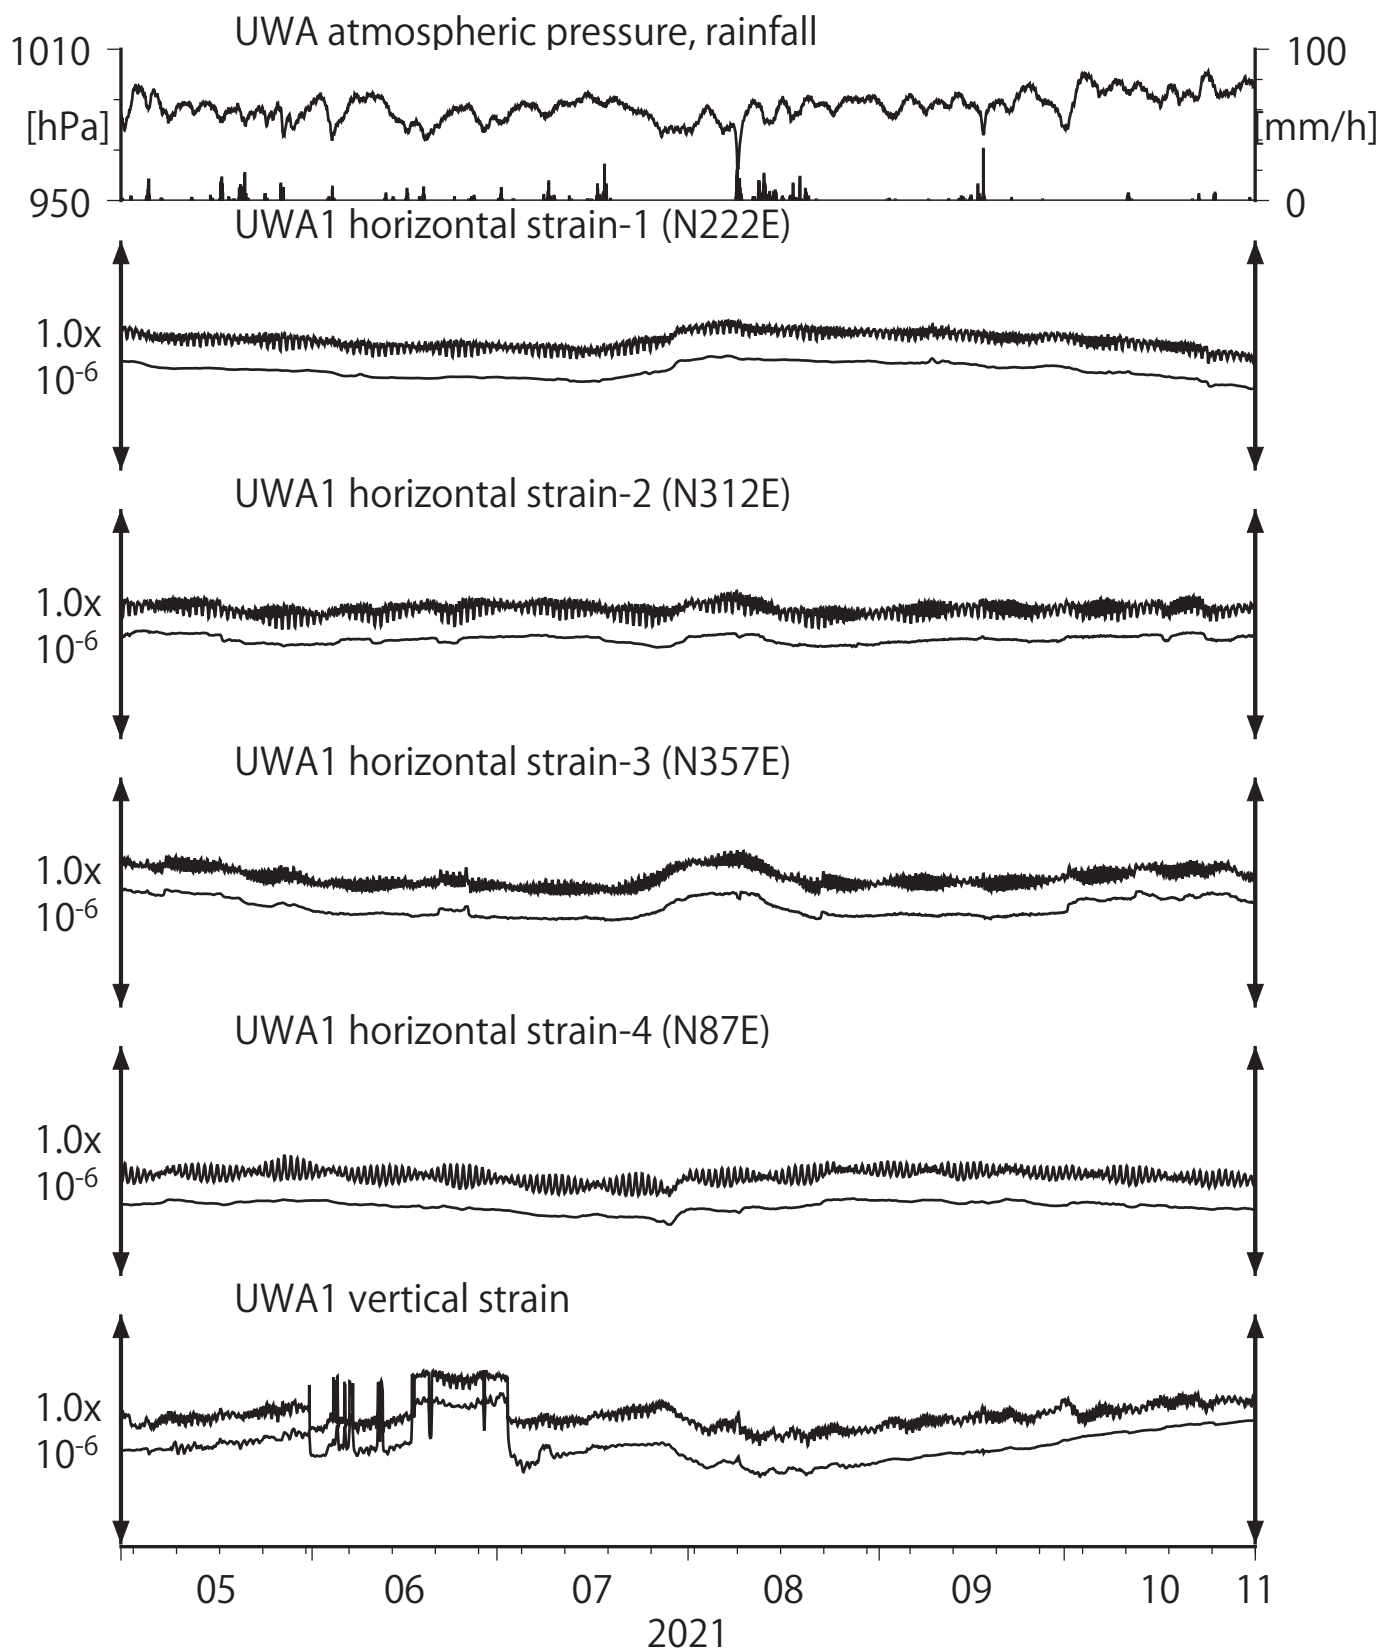 UWA atmospheric pressure, rainfall
1010
100
[hPa]
[mm/h]
950
0
UWA1 horizontal strain-1 (N222E)
1.0x
10-6
UWA1 horizontal strain-2 (N312E)
1.0x
10-6
UWA1 horizontal strain-3 (N357E)
1.0x
10-6
UWA1 horizontal strain-4 (N87E)
1.0x
10-6
UWA1 vertical strain
1.0x
10-6
05 06 07 08 09 10 11
2021